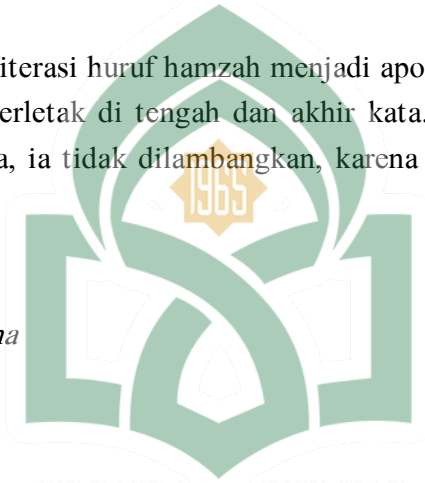 iterasi huruf hamzah menjadi apo
erletak di tengah dan akhir kata.
a, ia tidak dilambangkan, karena
1965
na